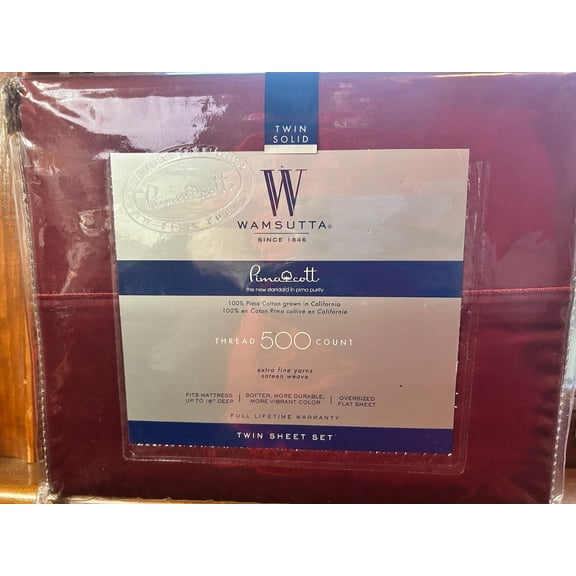 TWIN
SOLID
PimaCott
W
WAMSUTTA®
SINCE 1846
PimaCott
the new standard in pima purity
100% Pima Cotton grown in California
100% en Coton Pima cultivé en Californie
THREAD 500 COUNT
extra fine yarns
sateen weave
FITS MATTRESS
UP TO 18" DEEP
SOFTER, MORE DURABLE,
MORE VIBRANT COLOR
OVERSIZED
FLAT SHEET
FULL LIFETIME WARRANTY
TWIN SHEET SET